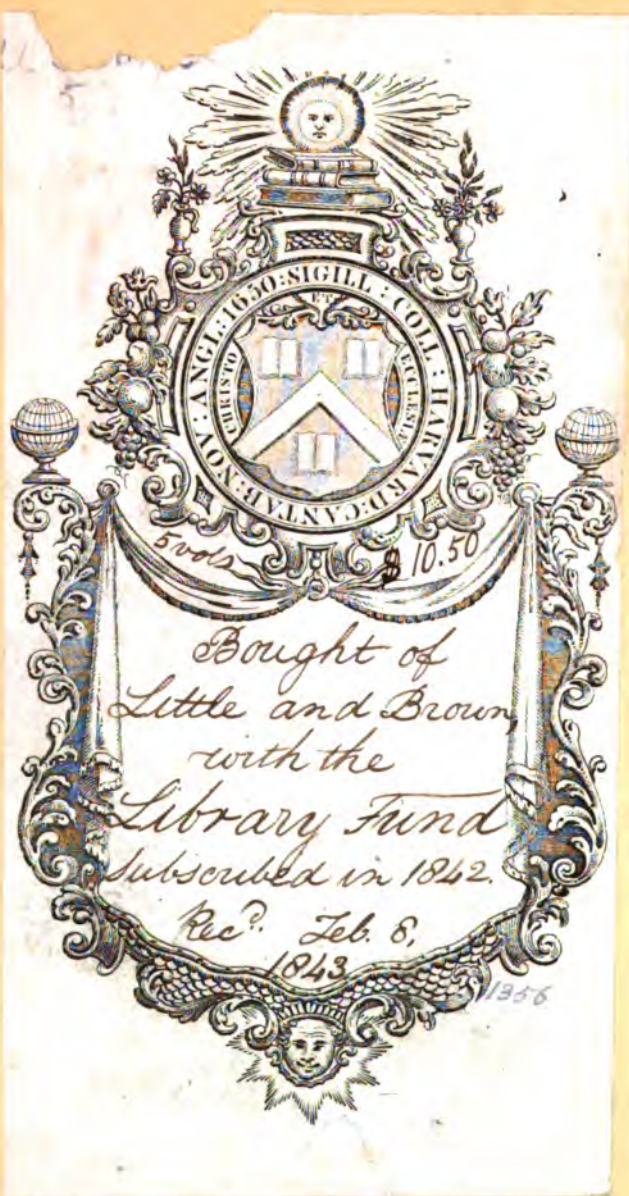 SIGILL : COLL : HARVARD : CANTAB : NOV : ANGL : 1650 :
CHRISTO ET ECCLESIÆ
5 vols $ 10.50
Bought of
Little and Brown,
with the
Library Fund
subscribed in 1842.
Rec.d Feb. 8,
1843
1356